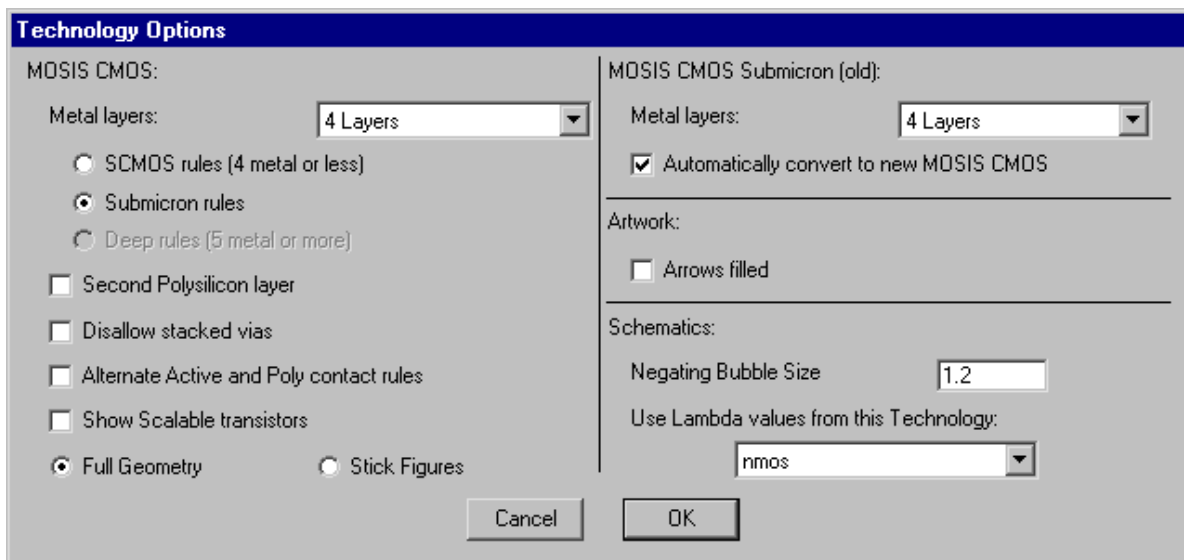 Technology Options
MOSIS CMOS:
Metal layers: 4 Layers
SCMOS rules (4 metal or less)
Submicron rules
Deep rules (5 metal or more)
Second Polysilicon layer
Disallow stacked vias
Alternate Active and Poly contact rules
Show Scalable transistors
Full Geometry Stick Figures
MOSIS CMOS Submicron (old):
Metal layers: 4 Layers
Automatically convert to new MOSIS CMOS
Artwork:
Arrows filled
Schematics:
Negating Bubble Size 1.2
Use Lambda values from this Technology:
nmos
Cancel OK